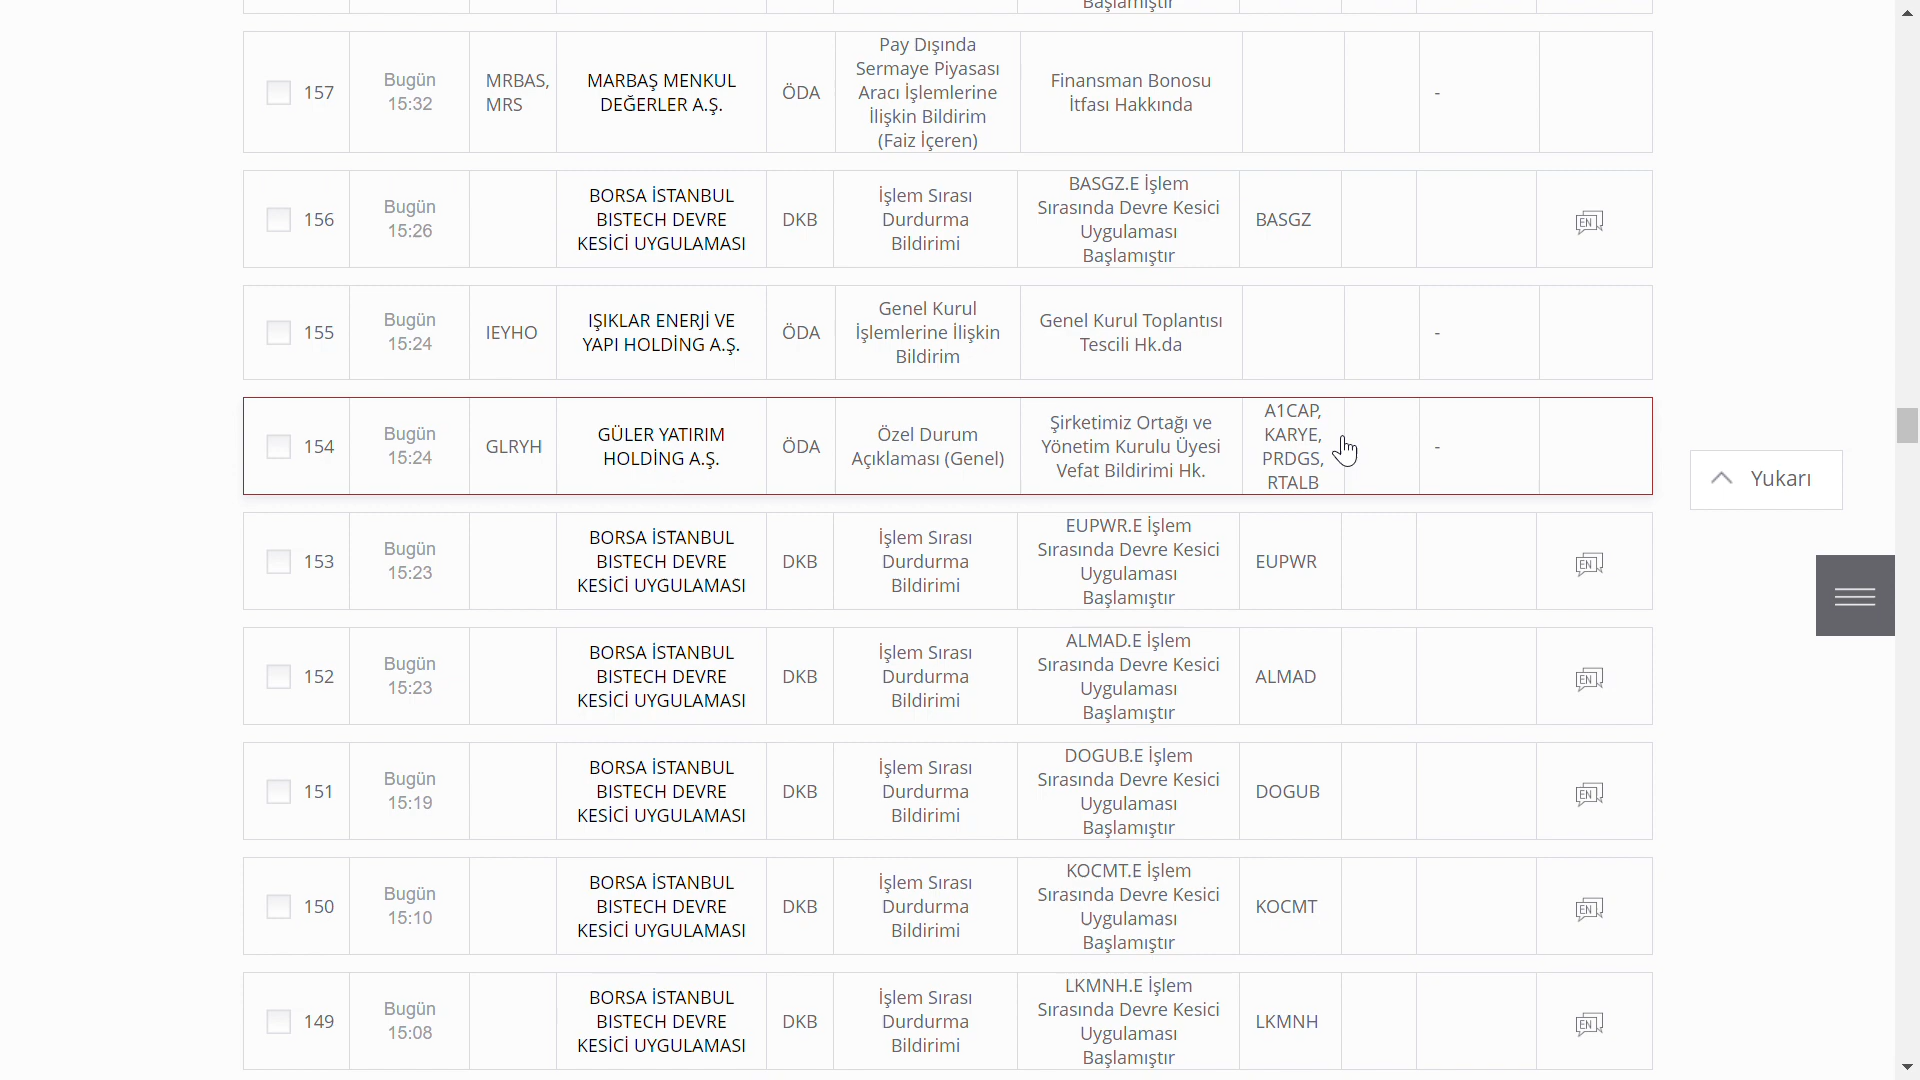 Başlamıştır
157
Bugün
15:32
MRBAS,
MRS
MARBAŞ MENKUL
DEĞERLER A.Ş.
ÖDA
Pay Dışında
Sermaye Piyasası
Aracı İşlemlerine
İlişkin Bildirim
(Faiz İçeren)
Finansman Bonosu
İtfası Hakkında
-
156
Bugün
15:26
BORSA İSTANBUL
BISTECH DEVRE
KESİCİ UYGULAMASI
DKB
İşlem Sırası
Durdurma
Bildirimi
BASGZ.E İşlem
Sırasında Devre Kesici
Uygulaması
Başlamıştır
BASGZ
EN
155
Bugün
15:24
IEYHO
IŞIKLAR ENERJİ VE
YAPI HOLDİNG A.Ş.
ÖDA
Genel Kurul
İşlemlerine İlişkin
Bildirim
Genel Kurul Toplantısı
Tescili Hk.da
-
154
Bugün
15:24
GLRYH
GÜLER YATIRIM
HOLDİNG A.Ş.
ÖDA
Özel Durum
Açıklaması (Genel)
Şirketimiz Ortağı ve
Yönetim Kurulu Üyesi
Vefat Bildirimi Hk.
A1CAP,
KARYE,
PRDGS,
RTALB
-
Yukarı
153
Bugün
15:23
BORSA İSTANBUL
BISTECH DEVRE
KESİCİ UYGULAMASI
DKB
İşlem Sırası
Durdurma
Bildirimi
EUPWR.E İşlem
Sırasında Devre Kesici
Uygulaması
Başlamıştır
EUPWR
EN
152
Bugün
15:23
BORSA İSTANBUL
BISTECH DEVRE
KESİCİ UYGULAMASI
DKB
İşlem Sırası
Durdurma
Bildirimi
ALMAD.E İşlem
Sırasında Devre Kesici
Uygulaması
Başlamıştır
ALMAD
EN
151
Bugün
15:19
BORSA İSTANBUL
BISTECH DEVRE
KESİCİ UYGULAMASI
DKB
İşlem Sırası
Durdurma
Bildirimi
DOGUB.E İşlem
Sırasında Devre Kesici
Uygulaması
Başlamıştır
DOGUB
EN
150
Bugün
15:10
BORSA İSTANBUL
BISTECH DEVRE
KESİCİ UYGULAMASI
DKB
İşlem Sırası
Durdurma
Bildirimi
KOCMT.E İşlem
Sırasında Devre Kesici
Uygulaması
Başlamıştır
KOCMT
EN
149
Bugün
15:08
BORSA İSTANBUL
BISTECH DEVRE
KESİCİ UYGULAMASI
DKB
İşlem Sırası
Durdurma
Bildirimi
LKMNH.E İşlem
Sırasında Devre Kesici
Uygulaması
Başlamıştır
LKMNH
EN